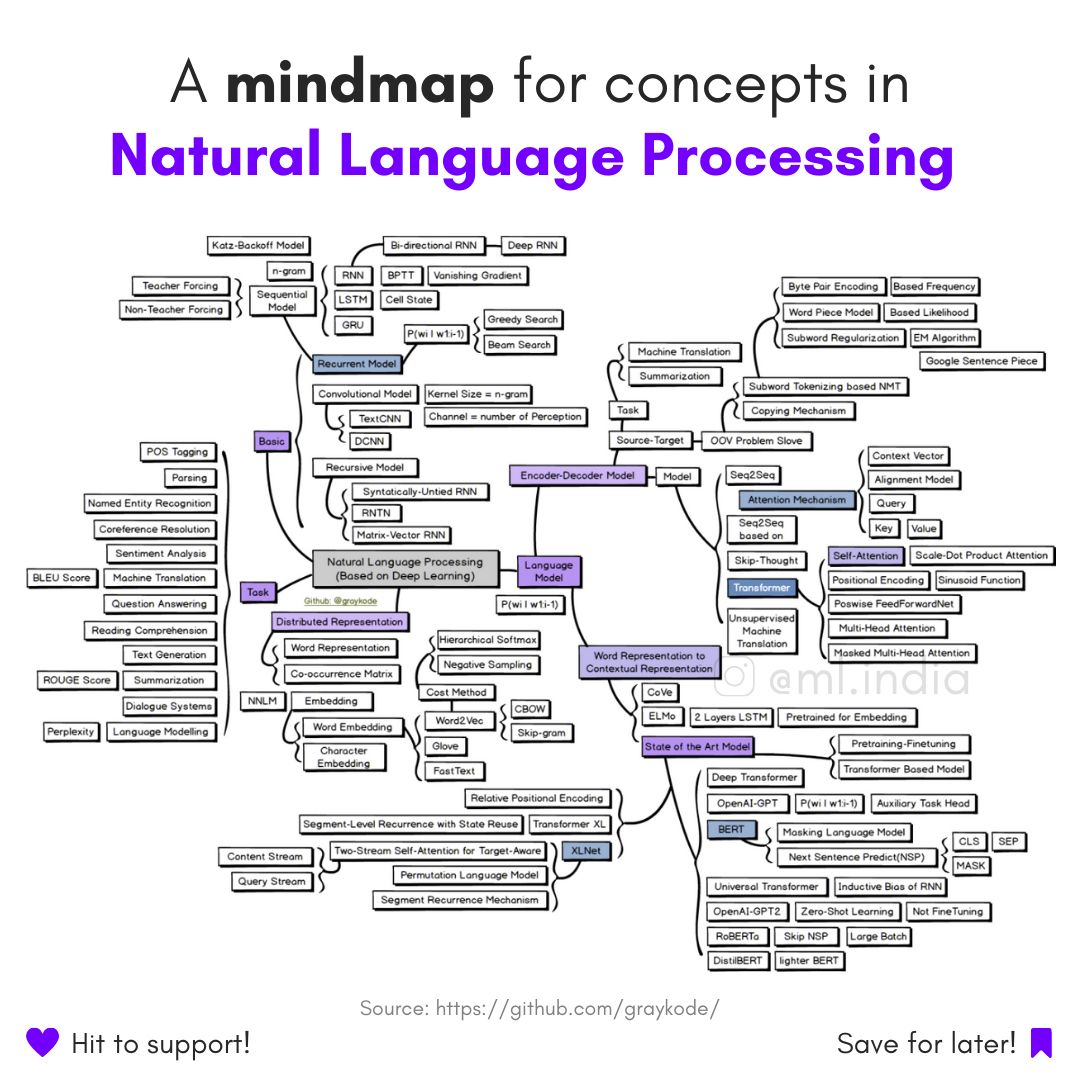 A mindmap for concepts in
Natural Language Processing
Katz-Backoff Model
n-gram
Teacher Forcing
Non-Teacher Forcing
Sequential
Model
Bi-directional RNN
Deep RNN
RNN
BPTT
Vanishing Gradient
LSTM
Cell State
GRU
P(wi | w1:i-1)
Greedy Search
Beam Search
Recurrent Model
Convolutional Model
Kernel Size = n-gram
TextCNN
Channel = number of Perception
DCNN
Basic
Recursive Model
Syntatically-Untied RNN
RNTN
Matrix-Vector RNN
Natural Language Processing
(Based on Deep Learning)
Github: @graykode
POS Tagging
Parsing
Named Entity Recognition
Coreference Resolution
Sentiment Analysis
BLEU Score
Machine Translation
Question Answering
Reading Comprehension
Text Generation
ROUGE Score
Summarization
Dialogue Systems
Perplexity
Language Modelling
Task
Distributed Representation
Word Representation
Co-occurrence Matrix
NNLM
Embedding
Word Embedding
Character
Embedding
Hierarchical Softmax
Negative Sampling
Cost Method
Word2Vec
CBOW
Skip-gram
Glove
FastText
Language
Model
P(wi | w1:i-1)
Encoder-Decoder Model
Source-Target
Task
Machine Translation
Summarization
OOV Problem Slove
Byte Pair Encoding
Based Frequency
Word Piece Model
Based Likelihood
Subword Regularization
EM Algorithm
Google Sentence Piece
Subword Tokenizing based NMT
Copying Mechanism
Model
Seq2Seq
Attention Mechanism
Context Vector
Alignment Model
Query
Key
Value
Seq2Seq
based on
Skip-Thought
Transformer
Self-Attention
Scale-Dot Product Attention
Positional Encoding
Sinusoid Function
Poswise FeedForwardNet
Multi-Head Attention
Masked Multi-Head Attention
Unsupervised
Machine
Translation
Word Representation to
Contextual Representation
@ml.india
CoVe
ELMo
2 Layers LSTM
Pretrained for Embedding
State of the Art Model
Pretraining-Finetuning
Transformer Based Model
Deep Transformer
OpenAI-GPT
P(wi | w1:i-1)
Auxiliary Task Head
BERT
Masking Language Model
Next Sentence Predict(NSP)
CLS
SEP
MASK
Universal Transformer
Inductive Bias of RNN
OpenAI-GPT2
Zero-Shot Learning
Not FineTuning
RoBERTa
Skip NSP
Large Batch
DistilBERT
lighter BERT
Relative Positional Encoding
Segment-Level Recurrence with State Reuse
Transformer XL
Content Stream
Query Stream
Two-Stream Self-Attention for Target-Aware
XLNet
Permutation Language Model
Segment Recurrence Mechanism
Source: https://github.com/graykode/
Hit to support!
Save for later!